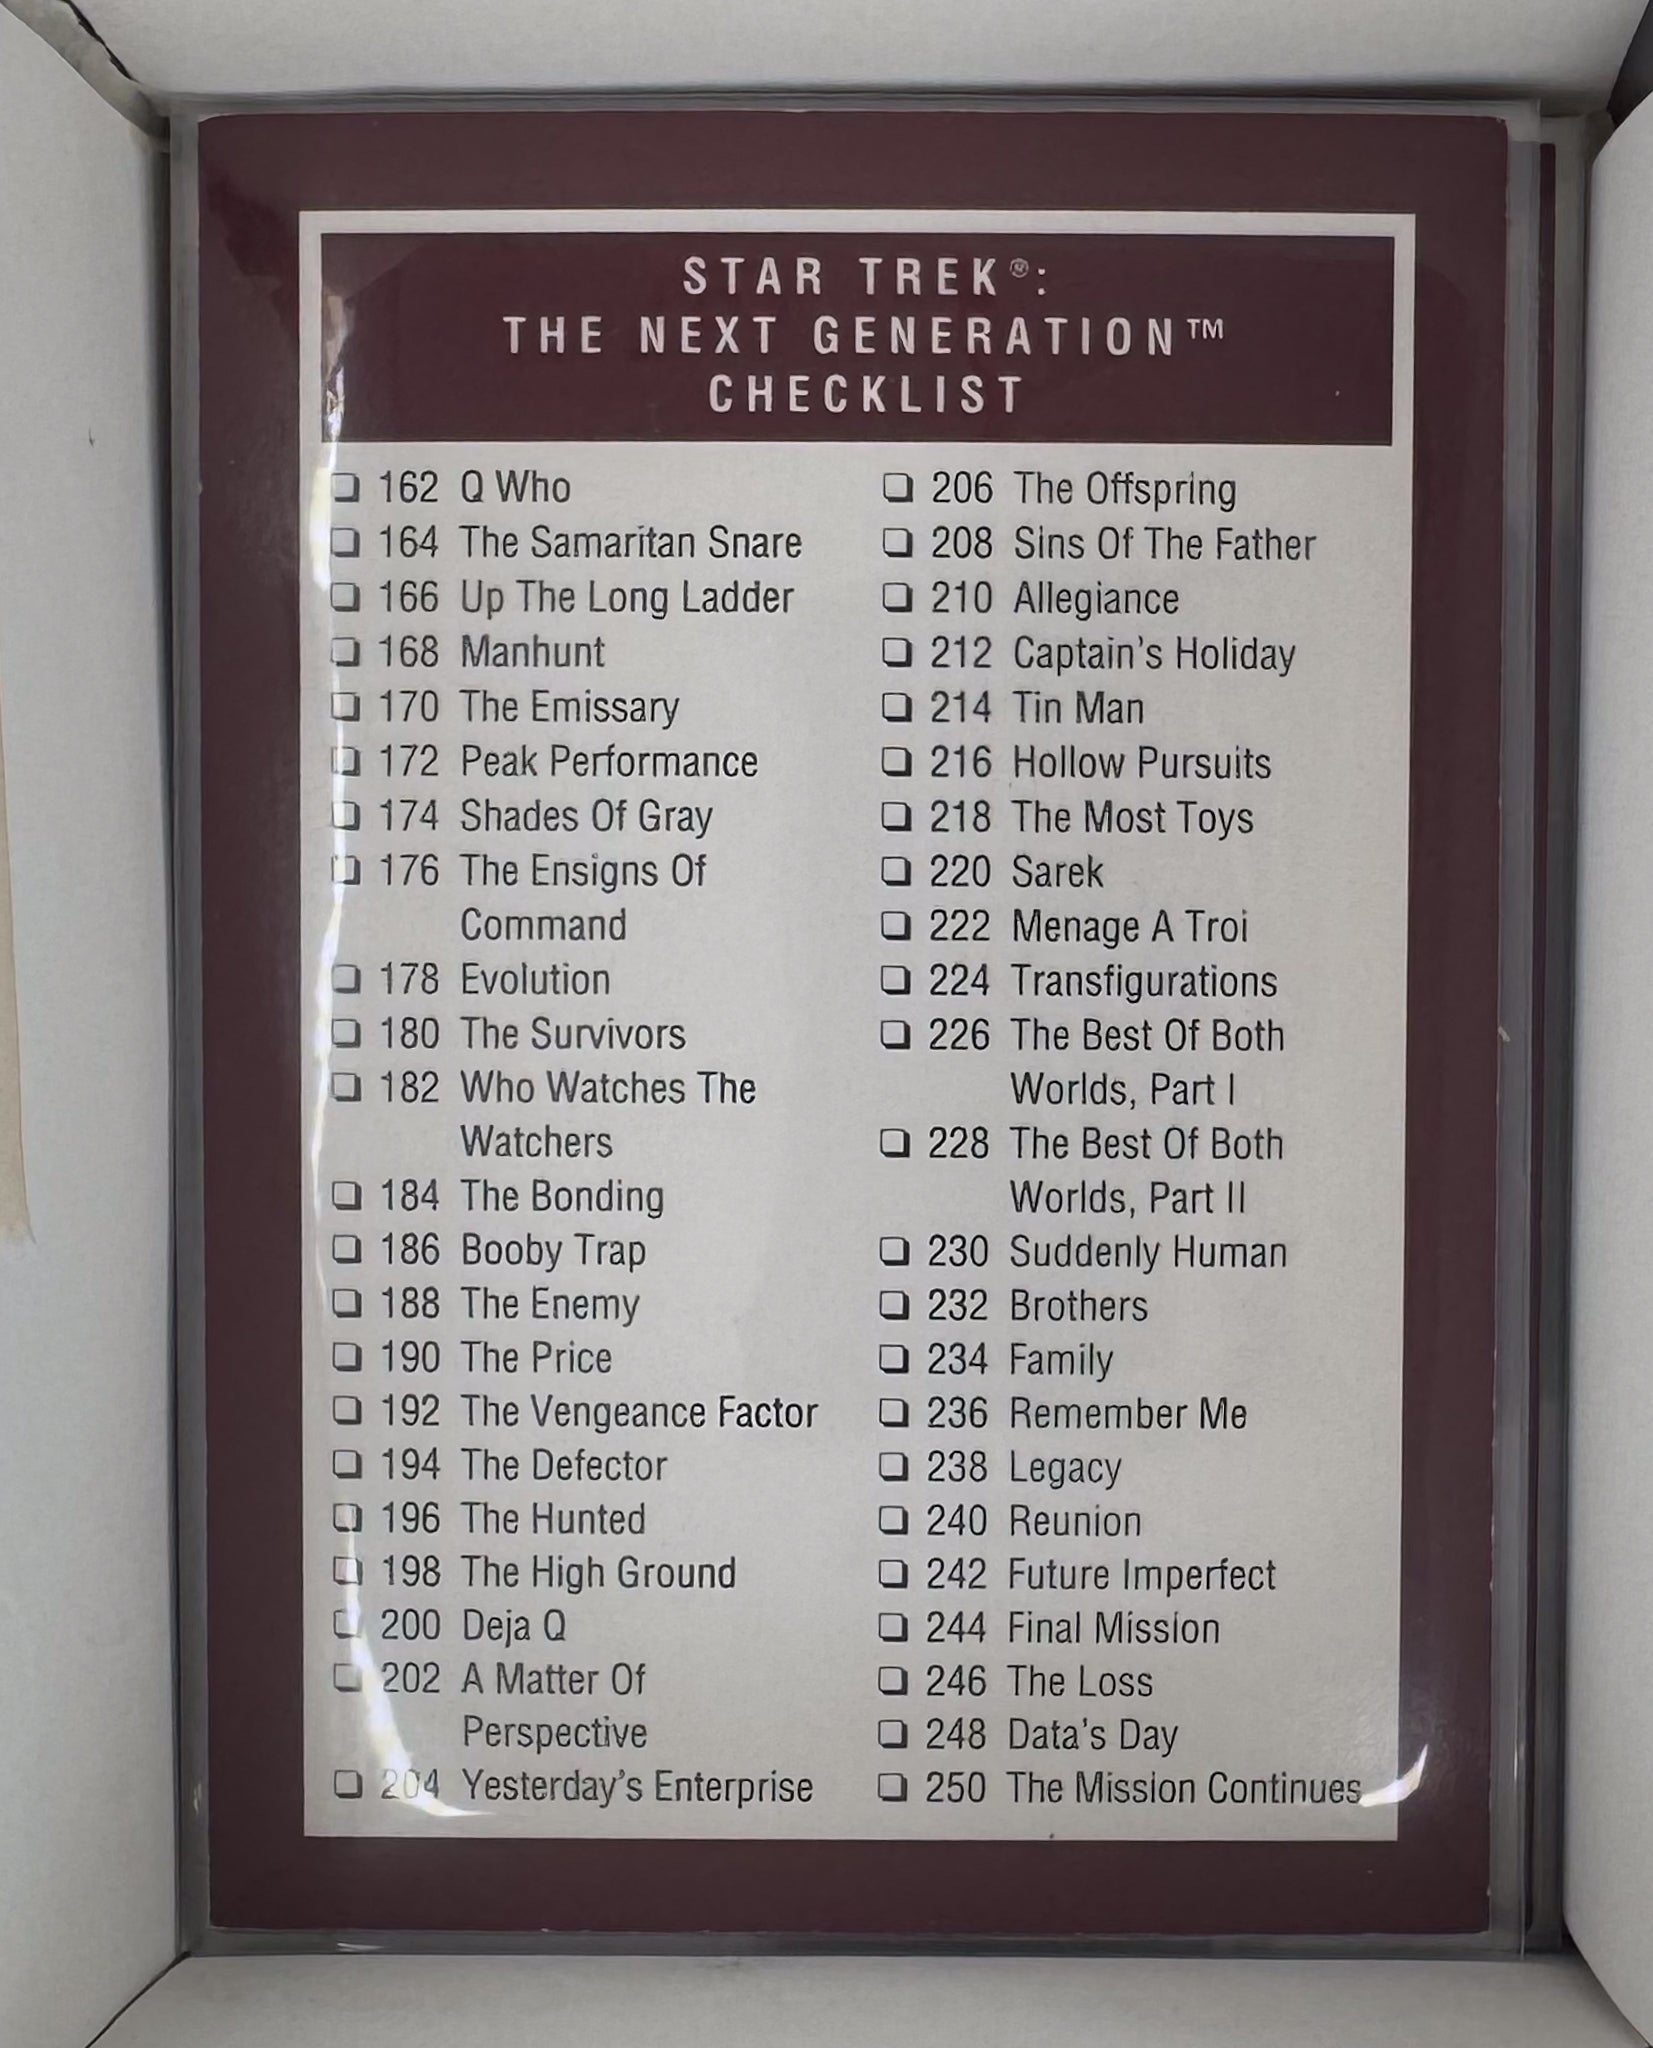 STAR TREK®:
THE NEXT GENERATION™
CHECKLIST
❏ 162 Q Who
❏ 164 The Samaritan Snare
❏ 166 Up The Long Ladder
❏ 168 Manhunt
❏ 170 The Emissary
❏ 172 Peak Performance
❏ 174 Shades Of Gray
❏ 176 The Ensigns Of
Command
❏ 178 Evolution
❏ 180 The Survivors
❏ 182 Who Watches The
Watchers
❏ 184 The Bonding
❏ 186 Booby Trap
❏ 188 The Enemy
❏ 190 The Price
❏ 192 The Vengeance Factor
❏ 194 The Defector
❏ 196 The Hunted
❏ 198 The High Ground
❏ 200 Deja Q
❏ 202 A Matter Of
Perspective
❏ 204 Yesterday's Enterprise
❏ 206 The Offspring
❏ 208 Sins Of The Father
❏ 210 Allegiance
❏ 212 Captain's Holiday
❏ 214 Tin Man
❏ 216 Hollow Pursuits
❏ 218 The Most Toys
❏ 220 Sarek
❏ 222 Menage A Troi
❏ 224 Transfigurations
❏ 226 The Best Of Both
Worlds, Part I
❏ 228 The Best Of Both
Worlds, Part II
❏ 230 Suddenly Human
❏ 232 Brothers
❏ 234 Family
❏ 236 Remember Me
❏ 238 Legacy
❏ 240 Reunion
❏ 242 Future Imperfect
❏ 244 Final Mission
❏ 246 The Loss
❏ 248 Data's Day
❏ 250 The Mission Continues